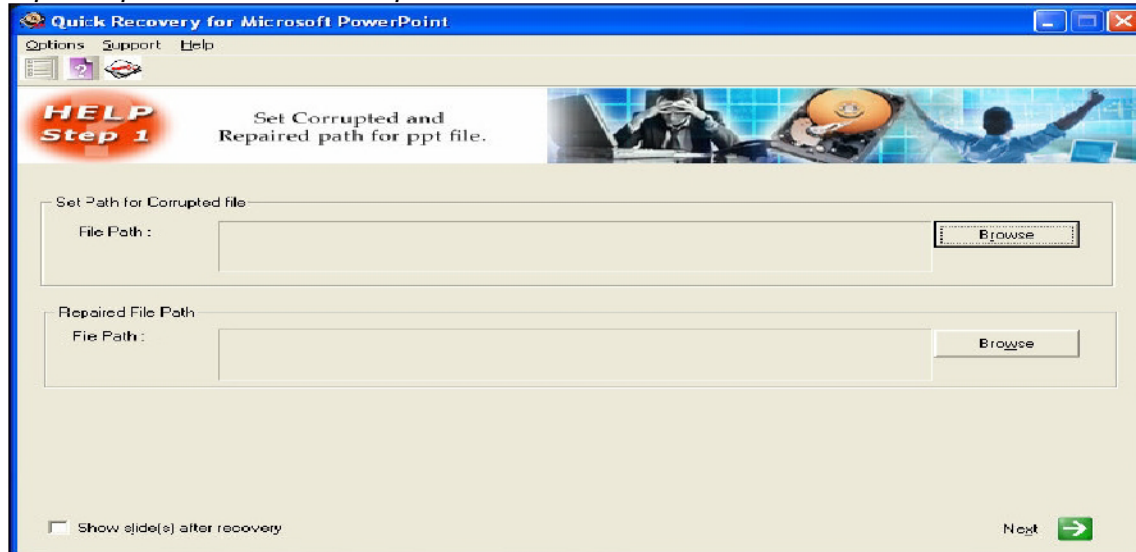 Quick Recovery for Microsoft PowerPoint
Options Support Help
HELP
Step 1
Set Corrupted and
Repaired path for ppt file.
Set Path for Corrupted file
File Path :
Browse
Repaired File Path
File Path :
Browse
Show slide(s) after recovery
Next